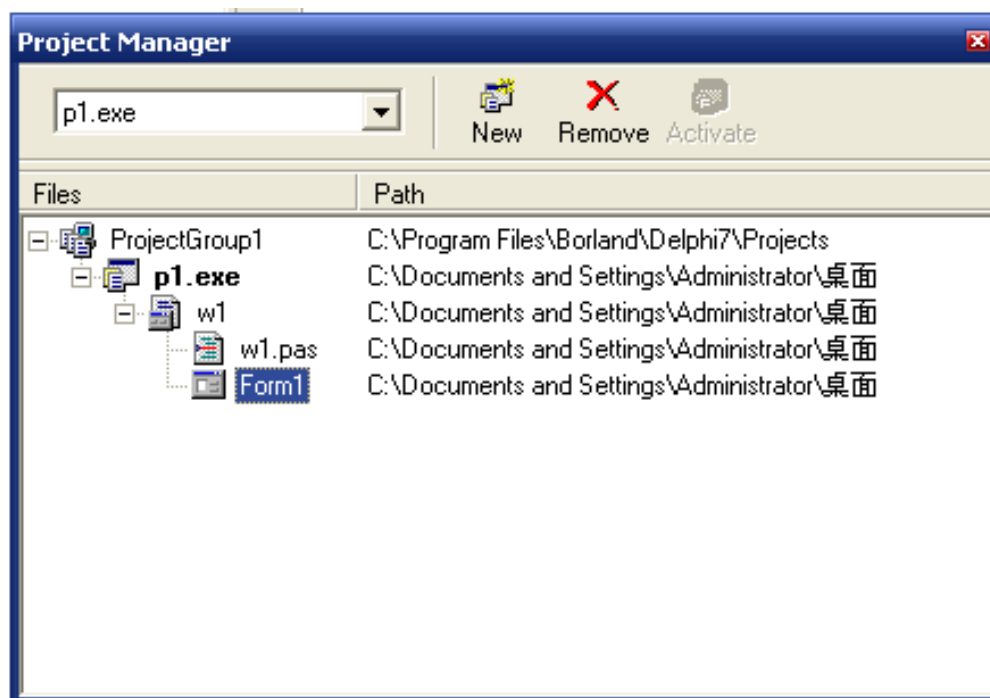 Project Manager
p1.exe
New Remove Activate
Files Path
ProjectGroup1 C:\Program Files\Borland\Delphi7\Projects
p1.exe C:\Documents and Settings\Administrator\桌面
w1 C:\Documents and Settings\Administrator\桌面
w1.pas C:\Documents and Settings\Administrator\桌面
Form1 C:\Documents and Settings\Administrator\桌面